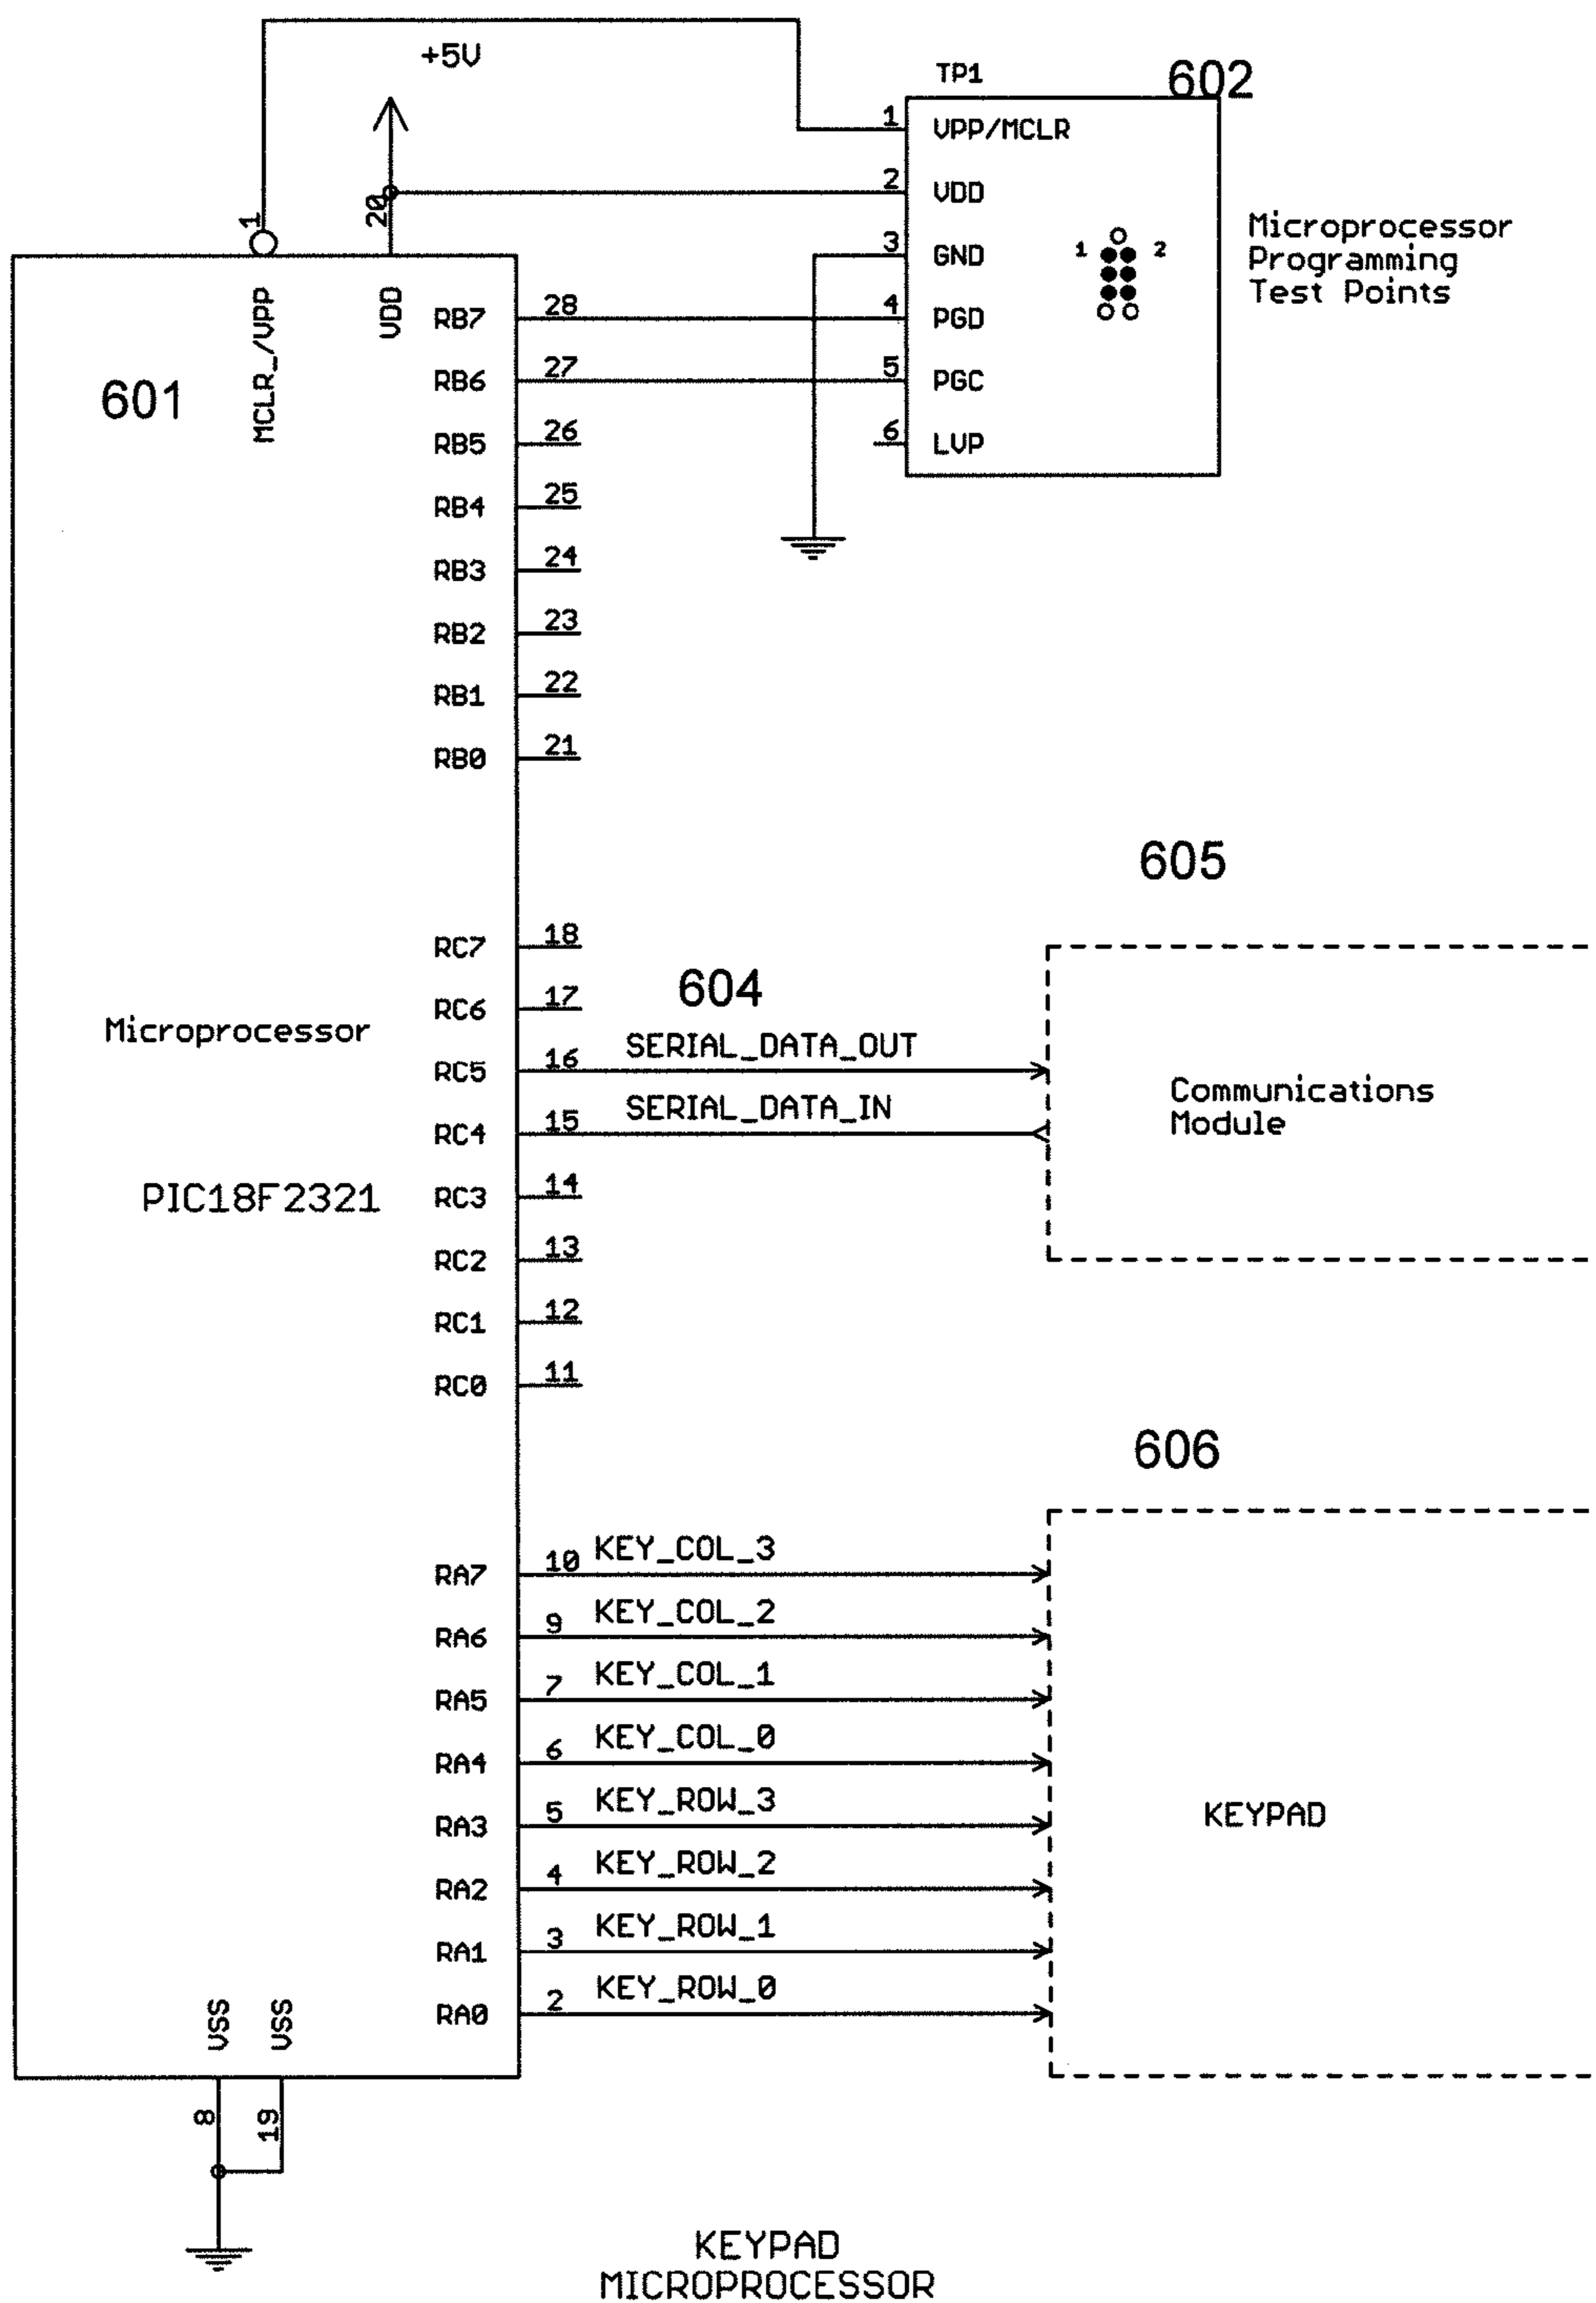 +5V
TP1
602
1
VPP/MCLR
1
20
2
VDD
3
GND
1
2
Microprocessor
Programming
Test Points
MCLR_/VPP
VDD
RB7
28
4
PGD
601
RB6
27
5
PGC
RB5
26
6
LVP
RB4
25
RB3
24
RB2
23
RB1
22
RB0
21
605
RC7
18
604
RC6
17
Microprocessor
SERIAL_DATA_OUT
RC5
16
SERIAL_DATA_IN
RC4
15
Communications
Module
PIC18F2321
RC3
14
RC2
13
RC1
12
RC0
11
606
RA7
10
KEY_COL_3
RA6
9
KEY_COL_2
RA5
7
KEY_COL_1
RA4
6
KEY_COL_0
RA3
5
KEY_ROW_3
KEYPAD
RA2
4
KEY_ROW_2
RA1
3
KEY_ROW_1
RA0
2
KEY_ROW_0
VSS
VSS
8
19
KEYPAD
MICROPROCESSOR